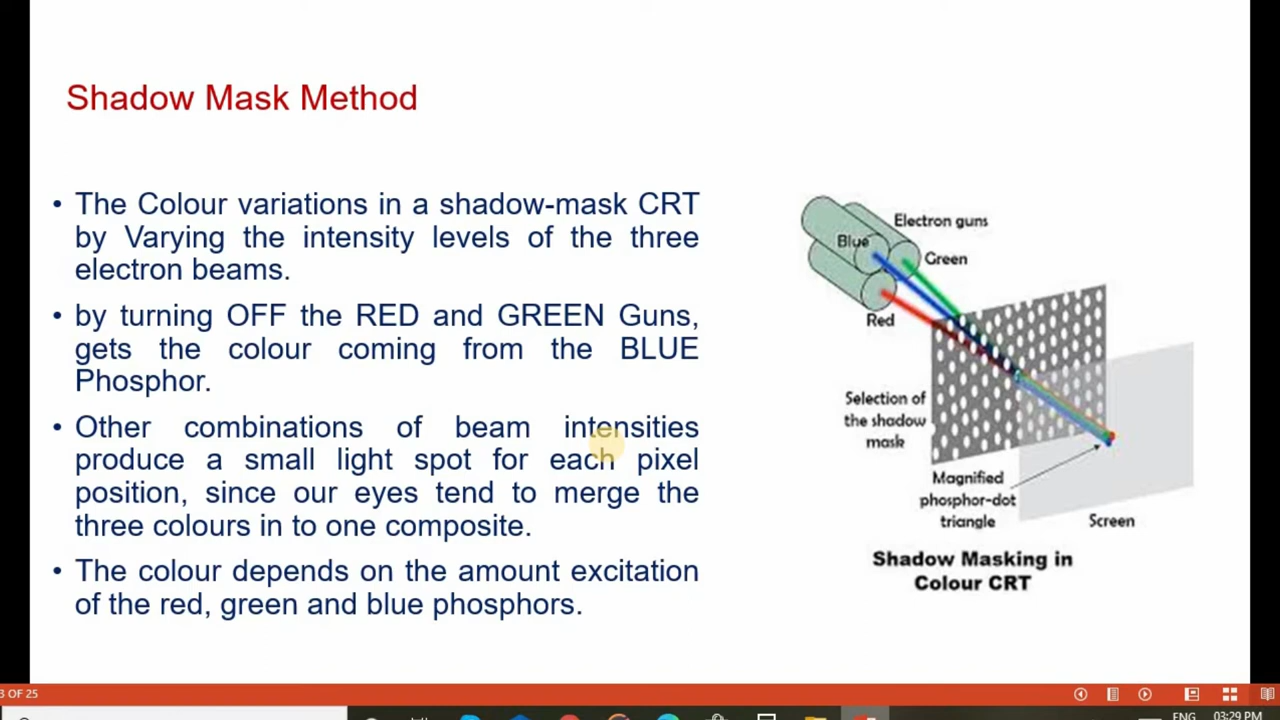 Shadow Mask Method
• The Colour variations in a shadow-mask CRT
by Varying the intensity levels of the three
electron beams.
• by turning OFF the RED and GREEN Guns,
gets the colour coming from the BLUE
Phosphor.
• Other combinations of beam intensities
produce a small light spot for each pixel
position, since our eyes tend to merge the
three colours in to one composite.
• The colour depends on the amount excitation
of the red, green and blue phosphors.
Electron guns
Blue
Green
Red
Selection of
the shadow
mask
Magnified
phosphor-dot
triangle
Screen
Shadow Masking in
Colour CRT
3 OF 25
ENG
03:29 PM